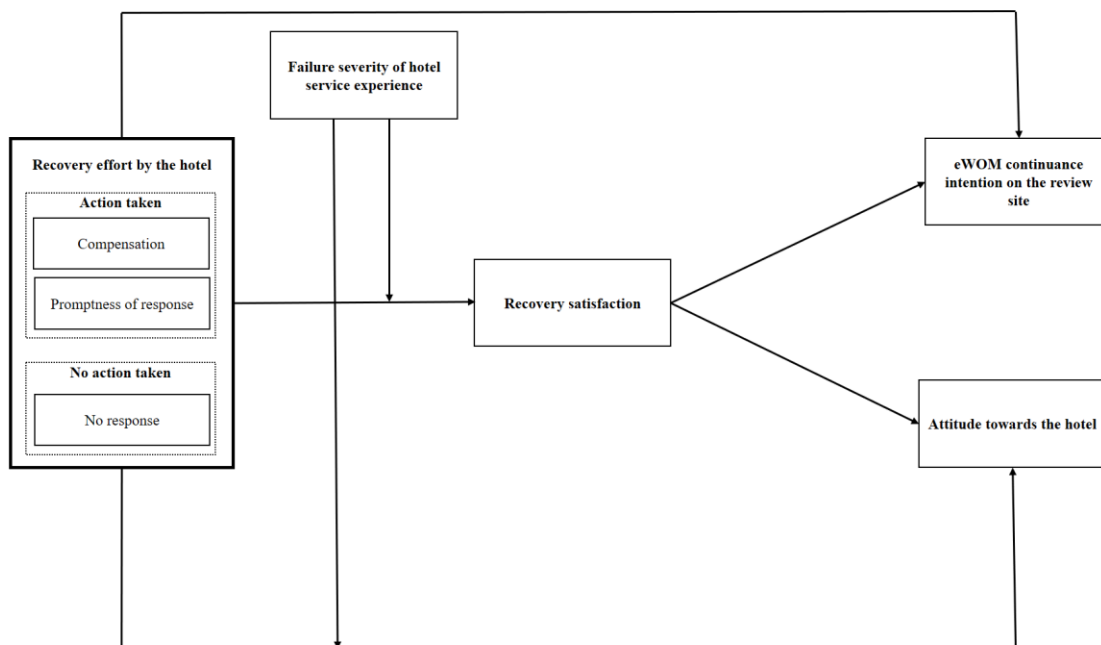 Failure severity of hotel
service experience
Recovery effort by the hotel
Action taken
Compensation
Promptness of response
No action taken
No response
Recovery satisfaction
eWOM continuance
intention on the review
site
Attitude towards the hotel